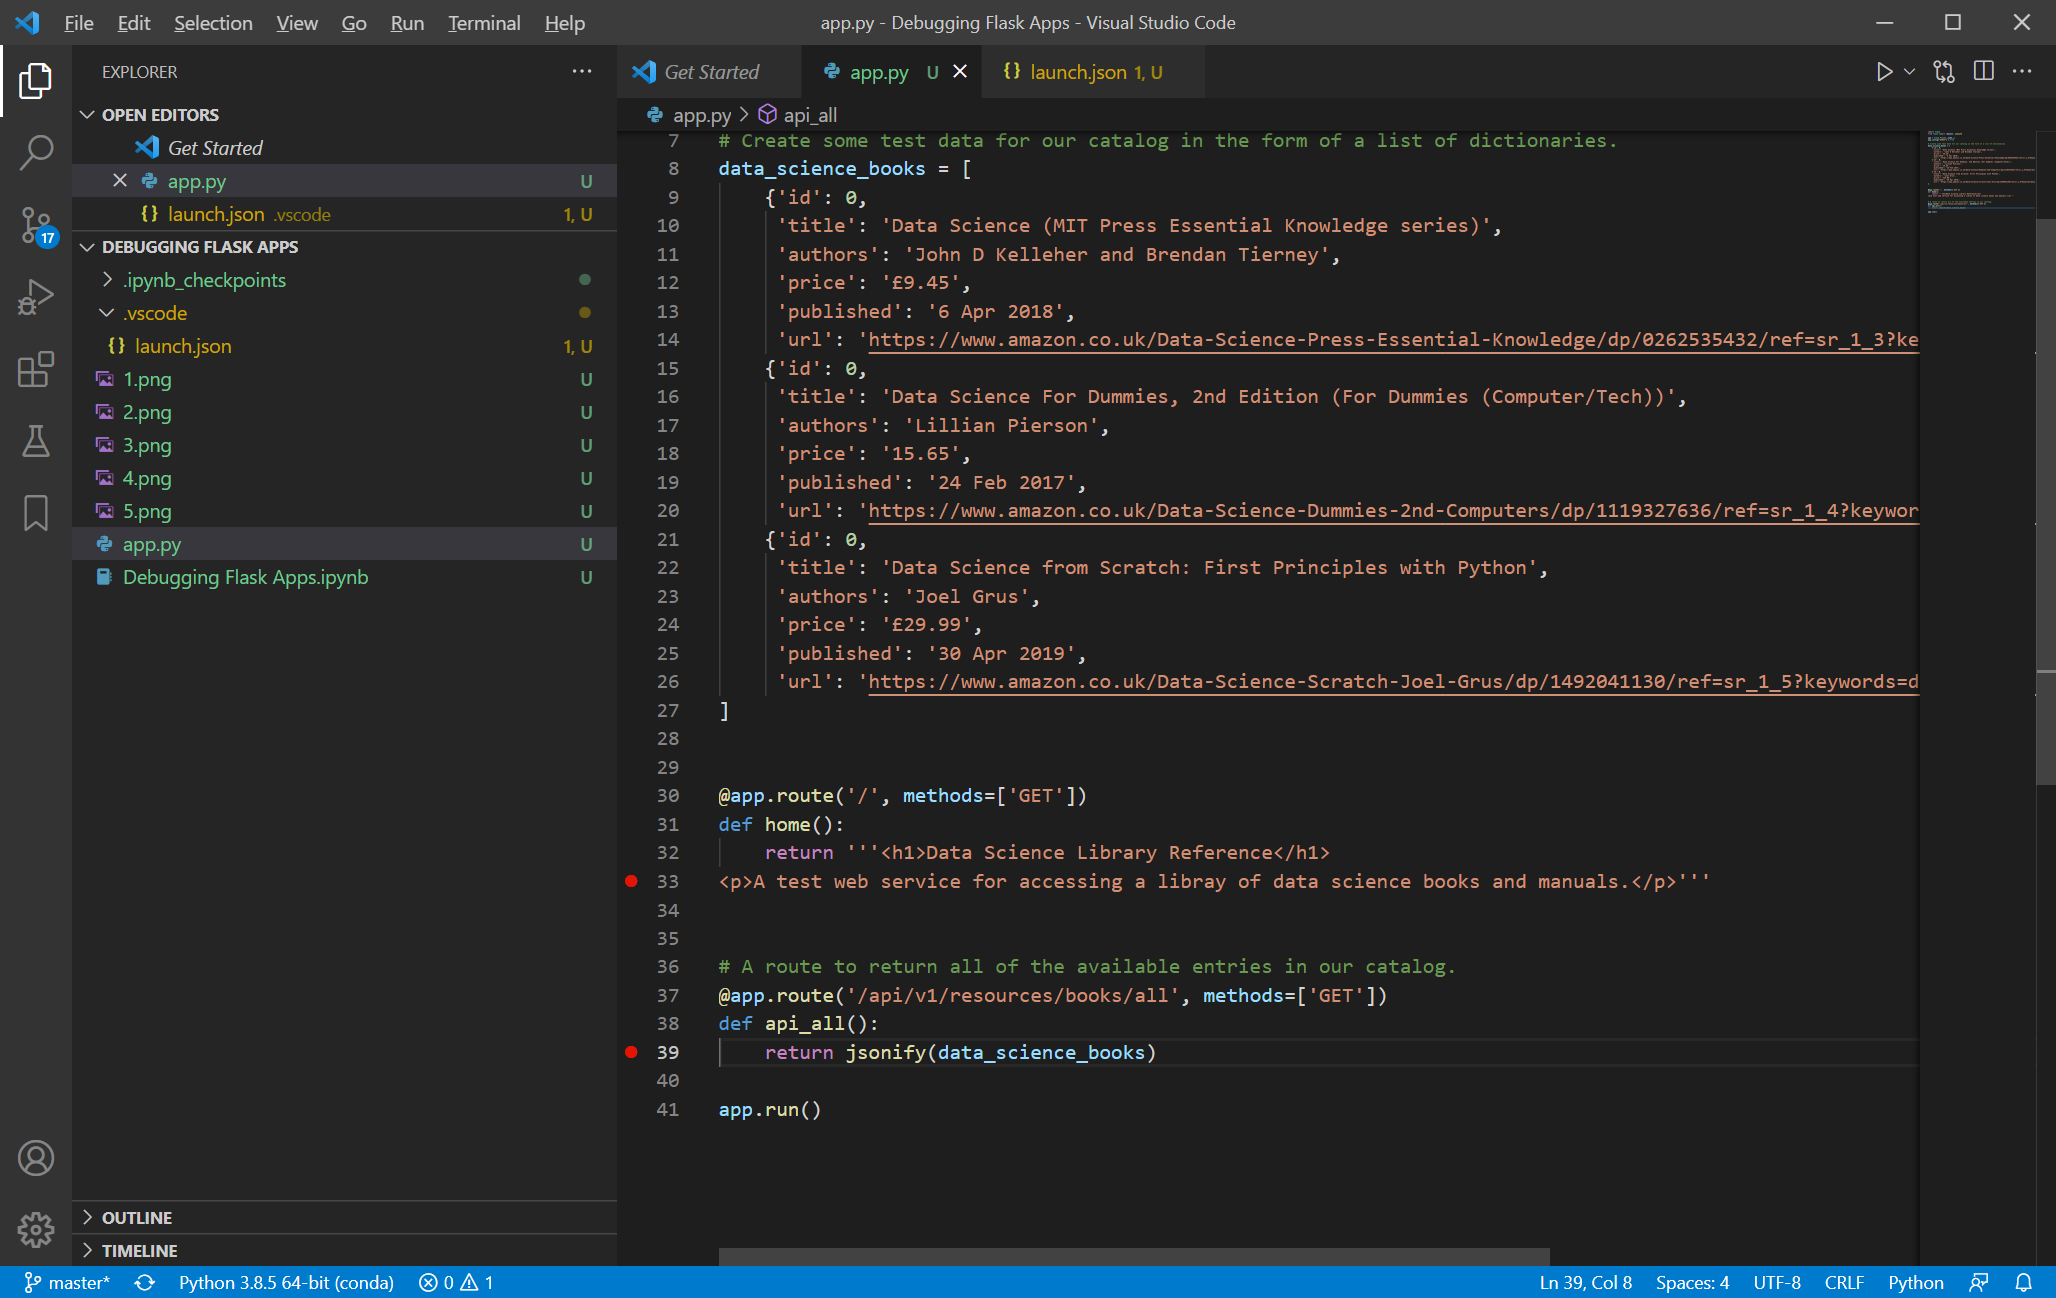 File Edit Selection View Go Run Terminal Help
app.py - Debugging Flask Apps - Visual Studio Code
EXPLORER
OPEN EDITORS
Get Started
app.py U
launch.json .vscode 1, U
DEBUGGING FLASK APPS
.ipynb_checkpoints
.vscode
launch.json 1, U
1.png U
2.png U
3.png U
4.png U
5.png U
app.py U
Debugging Flask Apps.ipynb U
OUTLINE
TIMELINE
17
Get Started app.py U launch.json 1, U
app.py > api_all
7 # Create some test data for our catalog in the form of a list of dictionaries.
8 data_science_books = [
9 {'id': 0,
10 'title': 'Data Science (MIT Press Essential Knowledge series)',
11 'authors': 'John D Kelleher and Brendan Tierney',
12 'price': '£9.45',
13 'published': '6 Apr 2018',
14 'url': 'https://www.amazon.co.uk/Data-Science-Press-Essential-Knowledge/dp/0262535432/ref=sr_1_3?ke
15 {'id': 0,
16 'title': 'Data Science For Dummies, 2nd Edition (For Dummies (Computer/Tech))',
17 'authors': 'Lillian Pierson',
18 'price': '15.65',
19 'published': '24 Feb 2017',
20 'url': 'https://www.amazon.co.uk/Data-Science-Dummies-2nd-Computers/dp/1119327636/ref=sr_1_4?keywor
21 {'id': 0,
22 'title': 'Data Science from Scratch: First Principles with Python',
23 'authors': 'Joel Grus',
24 'price': '£29.99',
25 'published': '30 Apr 2019',
26 'url': 'https://www.amazon.co.uk/Data-Science-Scratch-Joel-Grus/dp/1492041130/ref=sr_1_5?keywords=d
27 ]
28
29
30 @app.route('/', methods=['GET'])
31 def home():
32 return '''<h1>Data Science Library Reference</h1>
33 <p>A test web service for accessing a libray of data science books and manuals.</p>'''
34
35
36 # A route to return all of the available entries in our catalog.
37 @app.route('/api/v1/resources/books/all', methods=['GET'])
38 def api_all():
39 return jsonify(data_science_books)
40
41 app.run()
master* Python 3.8.5 64-bit (conda) 0 1 Ln 39, Col 8 Spaces: 4 UTF-8 CRLF Python